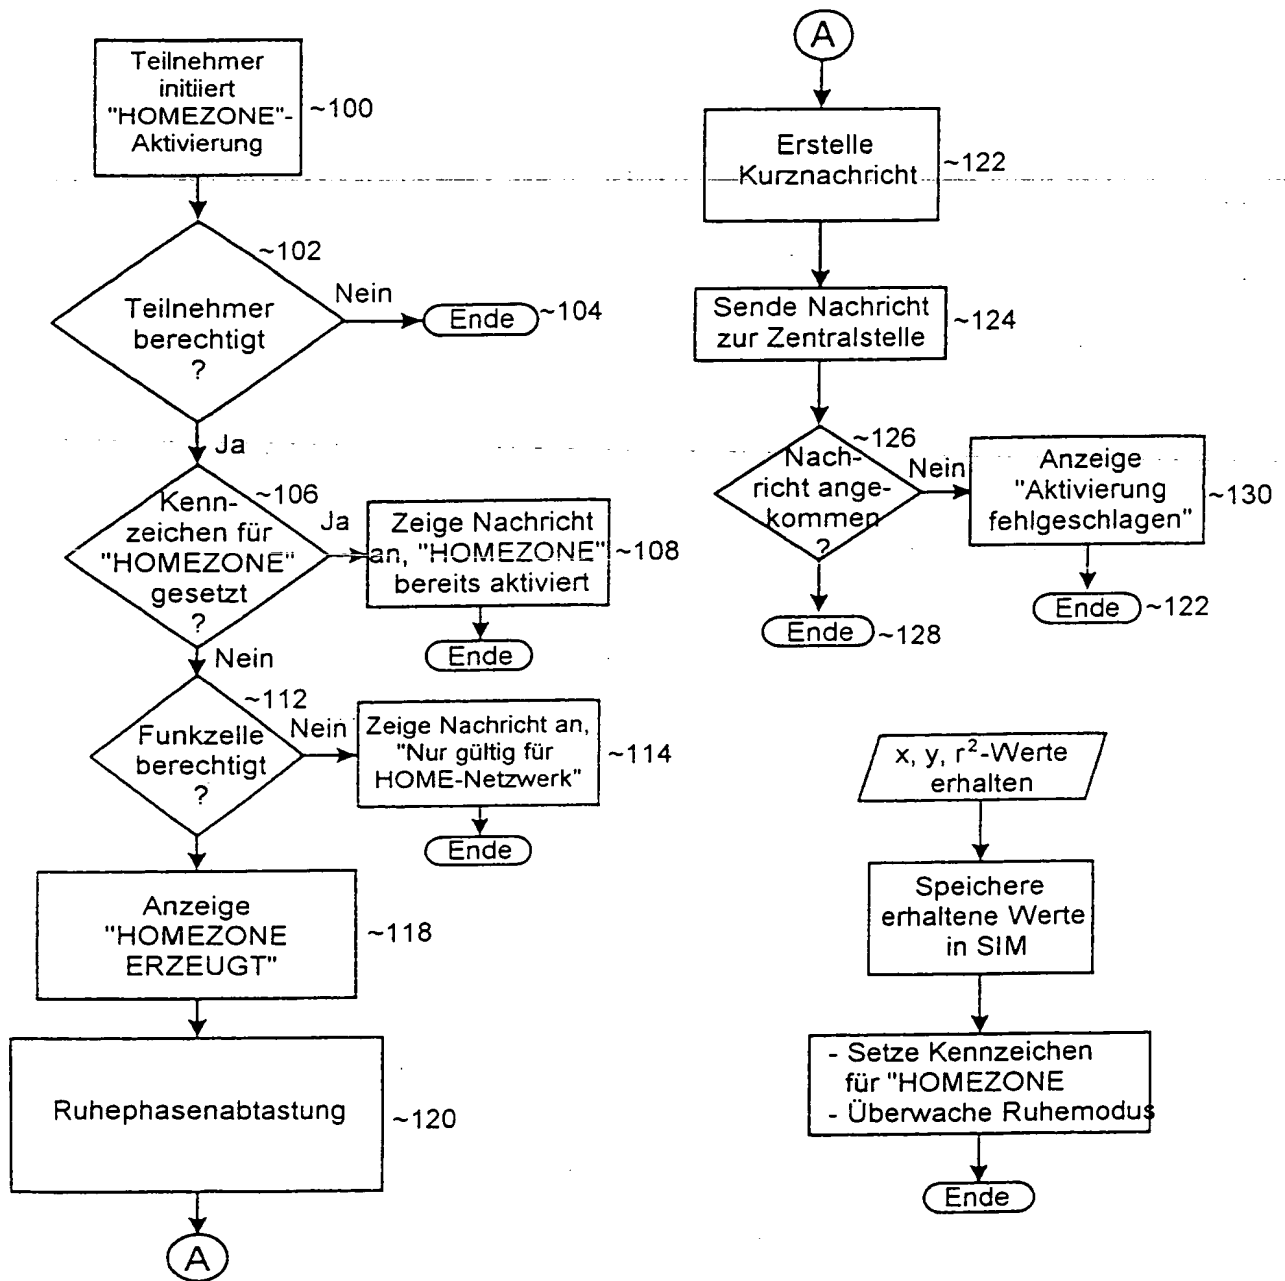 Teilnehmer
initiiert
"HOMEZONE"-
Aktivierung
~100
~102
Teilnehmer
berechtigt
?
Nein
Ende
~104
Ja
~106
Kenn-
zeichen für
"HOMEZONE"
gesetzt
?
Ja
Zeige Nachricht
an, "HOMEZONE"
bereits aktiviert
~108
Ende
Nein
~112
Funkzelle
berechtigt
?
Nein
Zeige Nachricht an,
"Nur gültig für
HOME-Netzwerk"
~114
Ende
Anzeige
"HOMEZONE
ERZEUGT"
~118
Ruhephasenabtastung
~120
A
A
Erstelle
Kurznachricht
~122
Sende Nachricht
zur Zentralstelle
~124
~126
Nach-
richt ange-
kommen
?
Nein
Anzeige
"Aktivierung
fehlgeschlagen"
~130
Ende
~122
Ende
~128
x, y, r²-Werte
erhalten
Speichere
erhaltene Werte
in SIM
- Setze Kennzeichen
für "HOMEZONE
- Überwache Ruhemodus
Ende